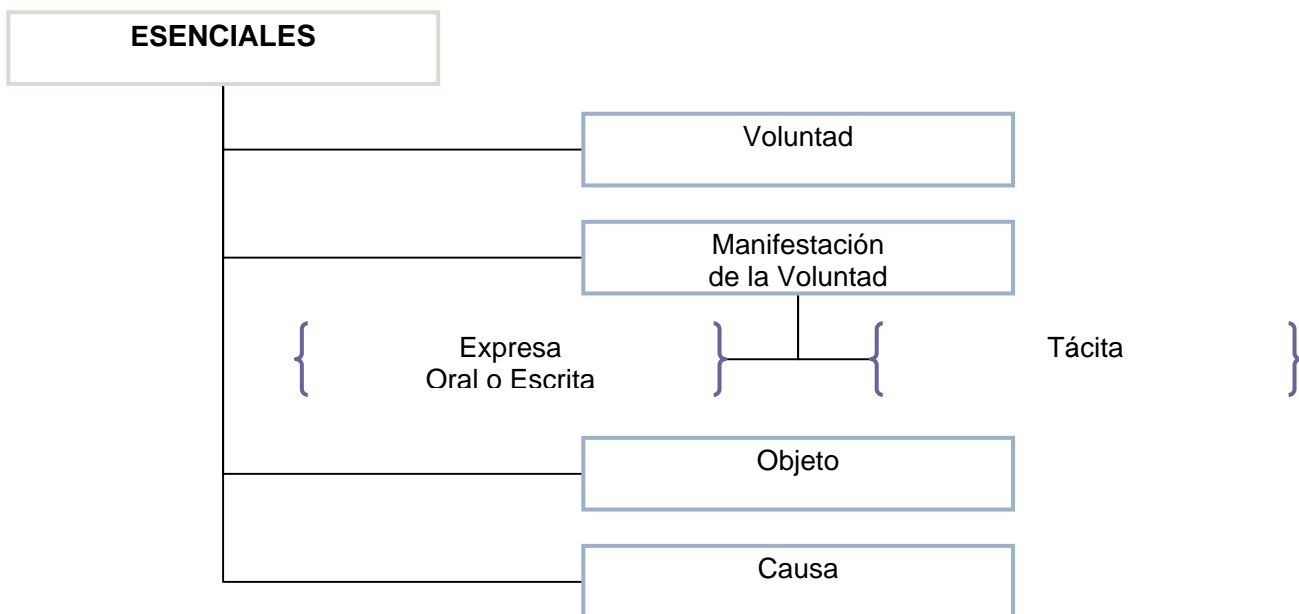 ESENCIALES
Voluntad
Manifestación
de la Voluntad
Expresa
Oral o Escrita
Tácita
Objeto
Causa